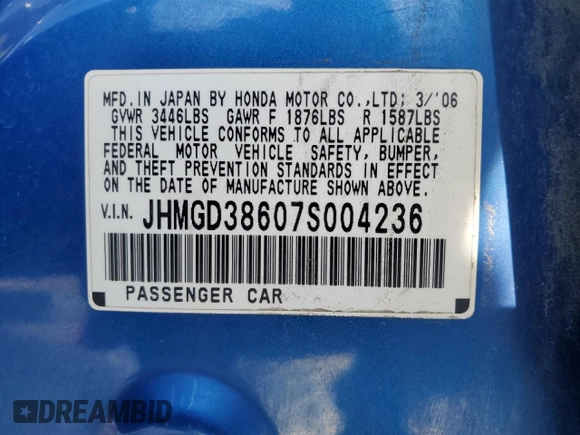 MFD. IN JAPAN BY HONDA MOTOR CO.,LTD; 3/'06
GVWR 3446LBS GAWR F 1876LBS R 1587LBS
THIS VEHICLE CONFORMS TO ALL APPLICABLE
FEDERAL MOTOR VEHICLE SAFETY, BUMPER,
AND THEFT PREVENTION STANDARDS IN EFFECT
ON THE DATE OF MANUFACTURE SHOWN ABOVE.
V.I.N. JHMGD38607S004236
PASSENGER CAR
DREAMBID